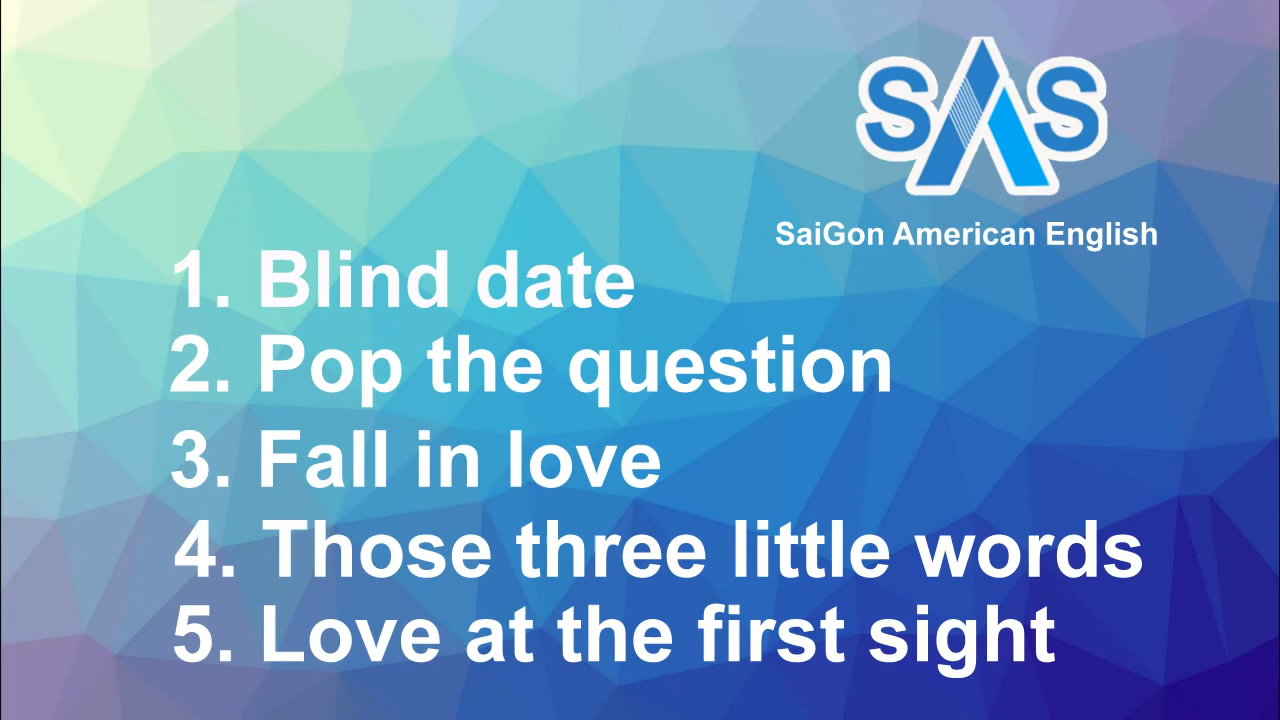 SAS
SaiGon American English
1. Blind date
2. Pop the question
3. Fall in love
4. Those three little words
5. Love at the first sight